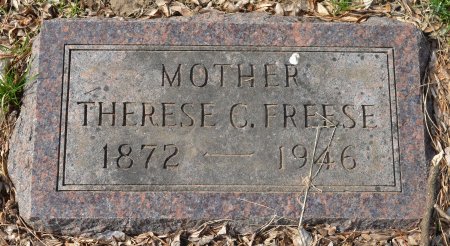 MOTHER
THERESE C. FREESE
1872 — 1946